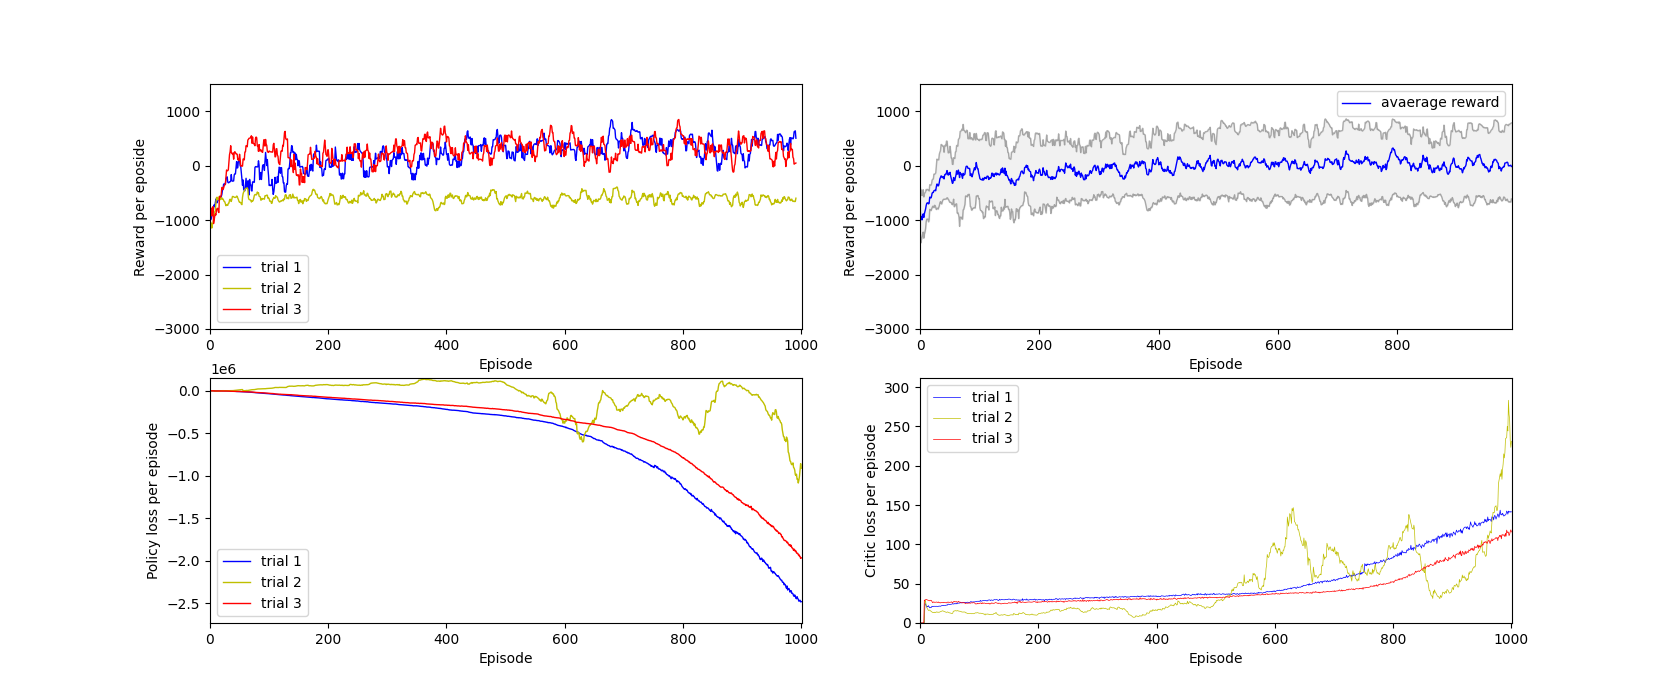 1000
0
−1000
−2000
−3000
Reward per eposide
trial 1
trial 2
trial 3
0 200 400 600 800 1000
Episode
1000
0
−1000
−2000
−3000
Reward per eposide
avaerage reward
0 200 400 600 800
Episode
1e6
0.0
−0.5
−1.0
−1.5
−2.0
−2.5
Policy loss per episode
trial 1
trial 2
trial 3
0 200 400 600 800 1000
Episode
300
250
200
150
100
50
0
Critic loss per episode
trial 1
trial 2
trial 3
0 200 400 600 800 1000
Episode